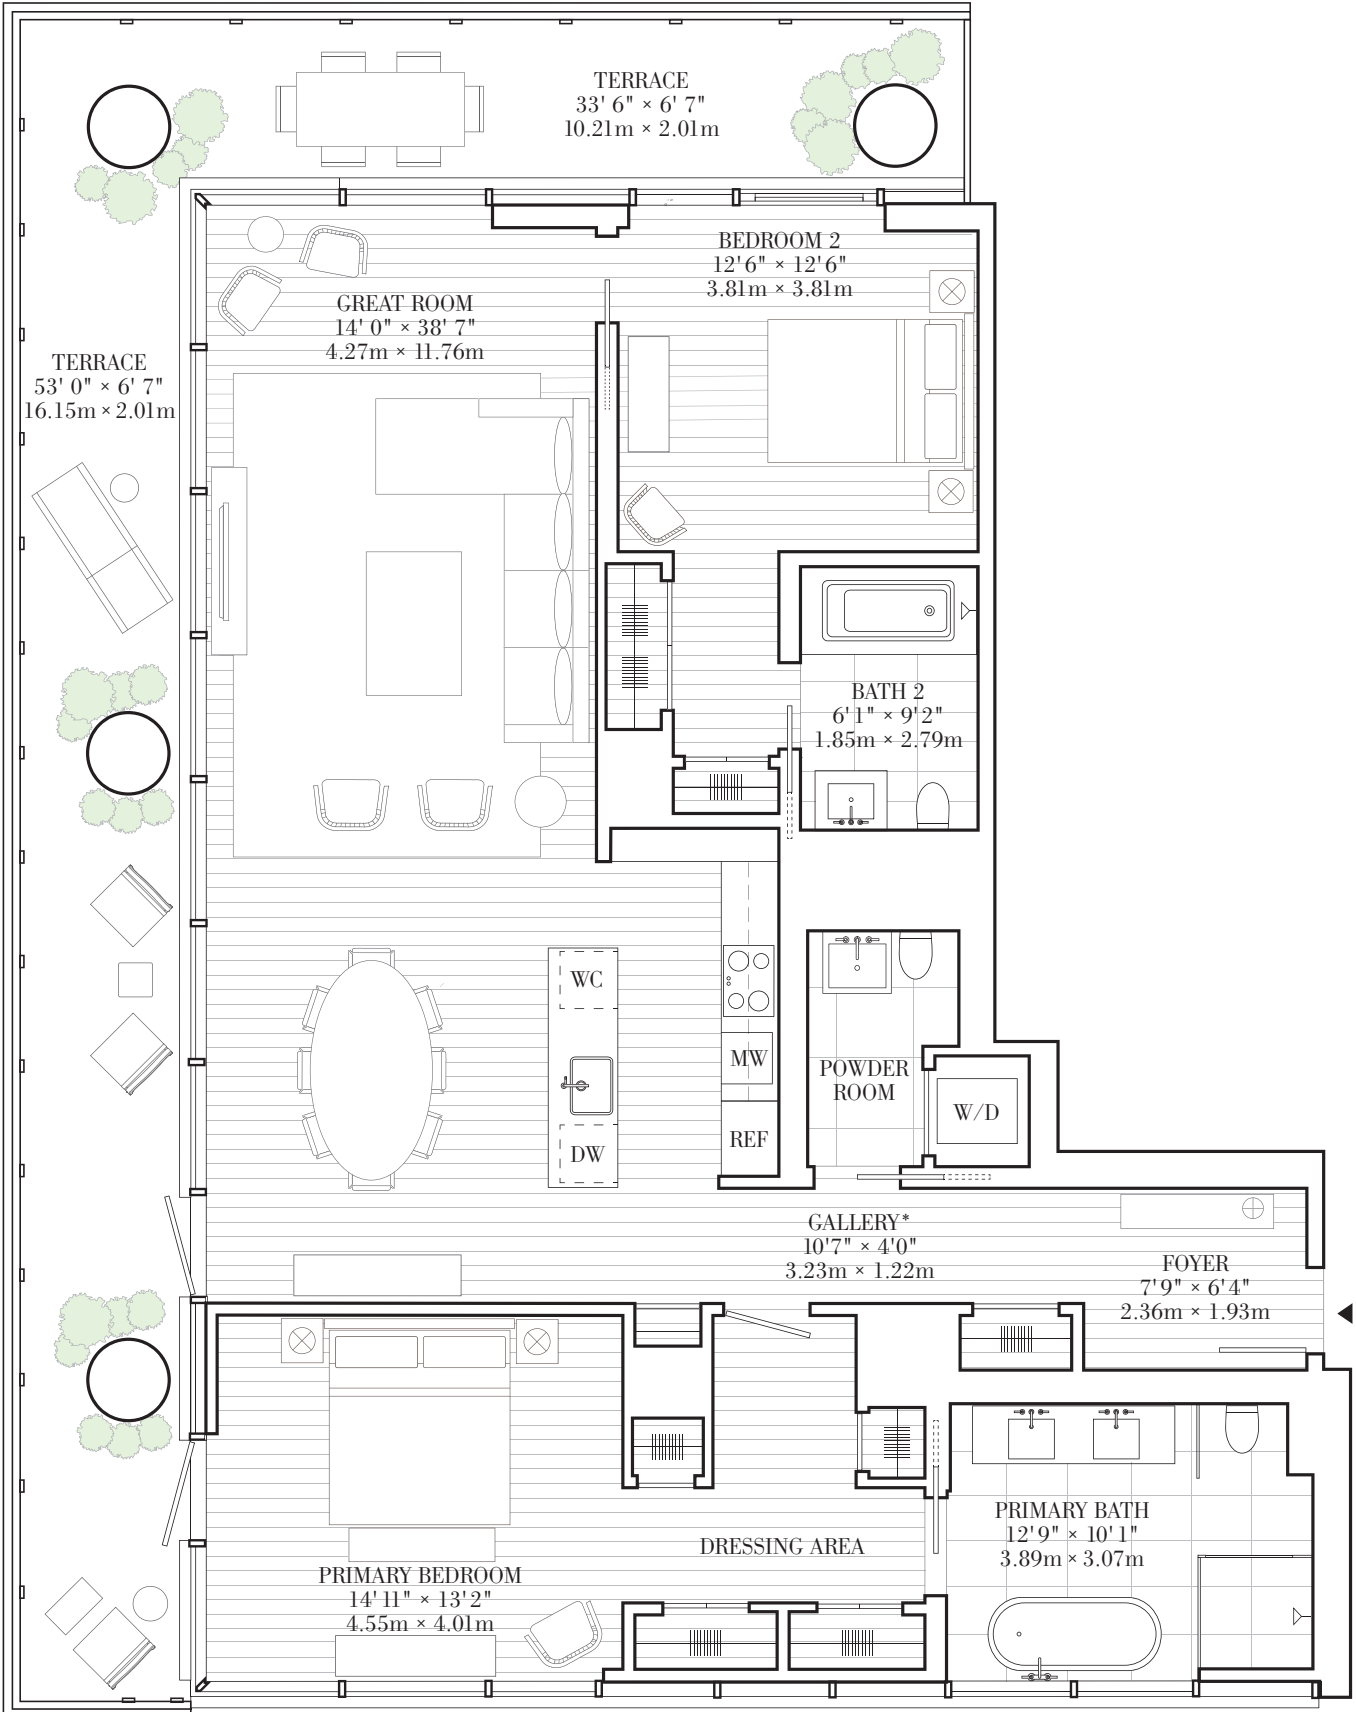 TERRACE
33' 6" × 6' 7"
10.21m × 2.01m
BEDROOM 2
12'6" × 12'6"
3.81m × 3.81m
GREAT ROOM
14' 0" × 38' 7"
4.27m × 11.76m
TERRACE
53' 0" × 6' 7"
16.15m × 2.01m
BATH 2
6'1" × 9'2"
1.85m × 2.79m
WC
MW
POWDER
ROOM
W/D
REF
DW
GALLERY*
10'7" × 4'0"
3.23m × 1.22m
FOYER
7'9" × 6'4"
2.36m × 1.93m
PRIMARY BATH
12'9" × 10'1"
3.89m × 3.07m
DRESSING AREA
PRIMARY BEDROOM
14'11" × 13'2"
4.55m × 4.01m